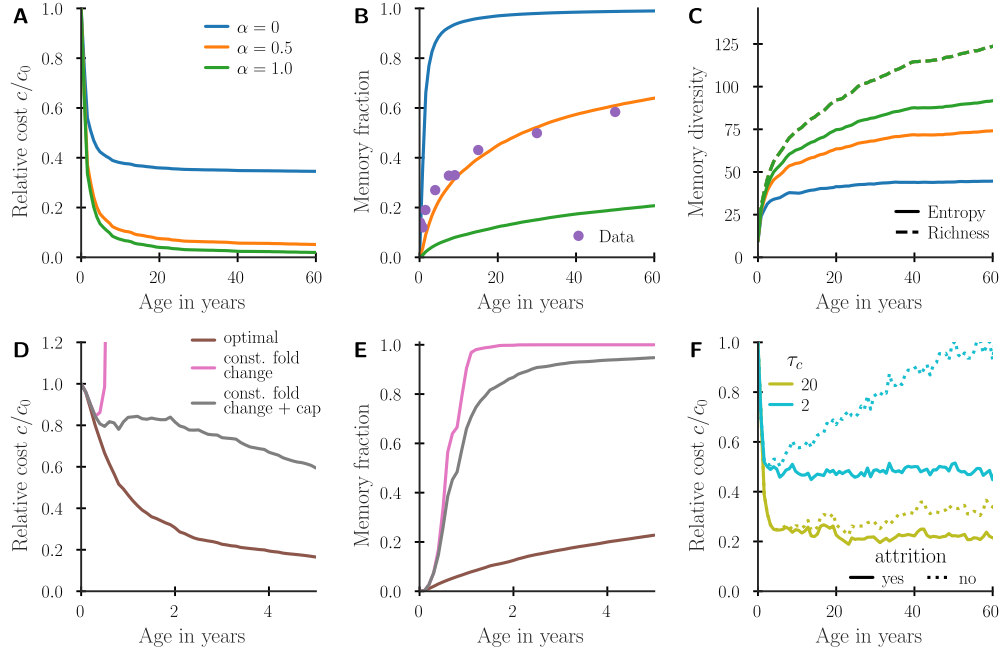 A
Relative cost c/c₀
1.0
0.8
0.6
0.4
0.2
0.0
α = 0
α = 0.5
α = 1.0
0 20 40 60
Age in years
B
Memory fraction
1.0
0.8
0.6
0.4
0.2
0.0
Data
0 20 40 60
Age in years
C
Memory diversity
125
100
75
50
25
0
Entropy
Richness
0 20 40 60
Age in years
D
Relative cost c/c₀
1.2
1.0
0.8
0.6
0.4
0.2
0.0
optimal
const. fold
change
const. fold
change + cap
0 2 4
Age in years
E
Memory fraction
1.0
0.8
0.6
0.4
0.2
0.0
0 2 4
Age in years
F
Relative cost c/c₀
1.0
0.8
0.6
0.4
0.2
0.0
τc
20
2
attrition
yes no
0 20 40 60
Age in years